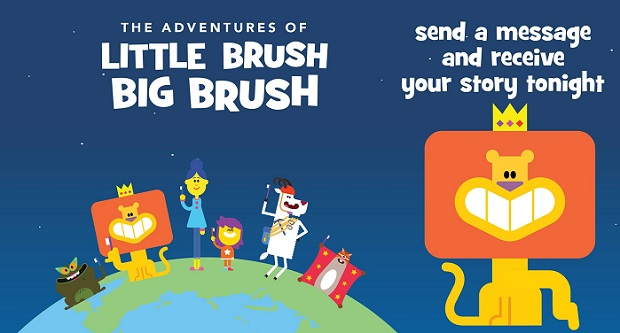 THE ADVENTURES OF
LITTLE BRUSH
BIG BRUSH
send a message
and receive
your story tonight